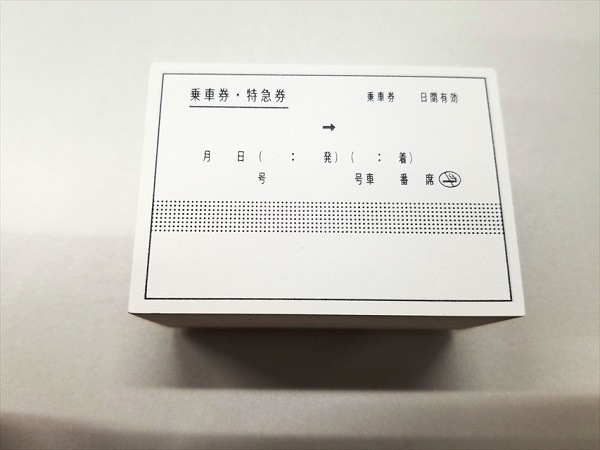 乗車券・特急券 乗車券 日間有効
→
月 日( : 発)( : 着)
号 号車 番 席